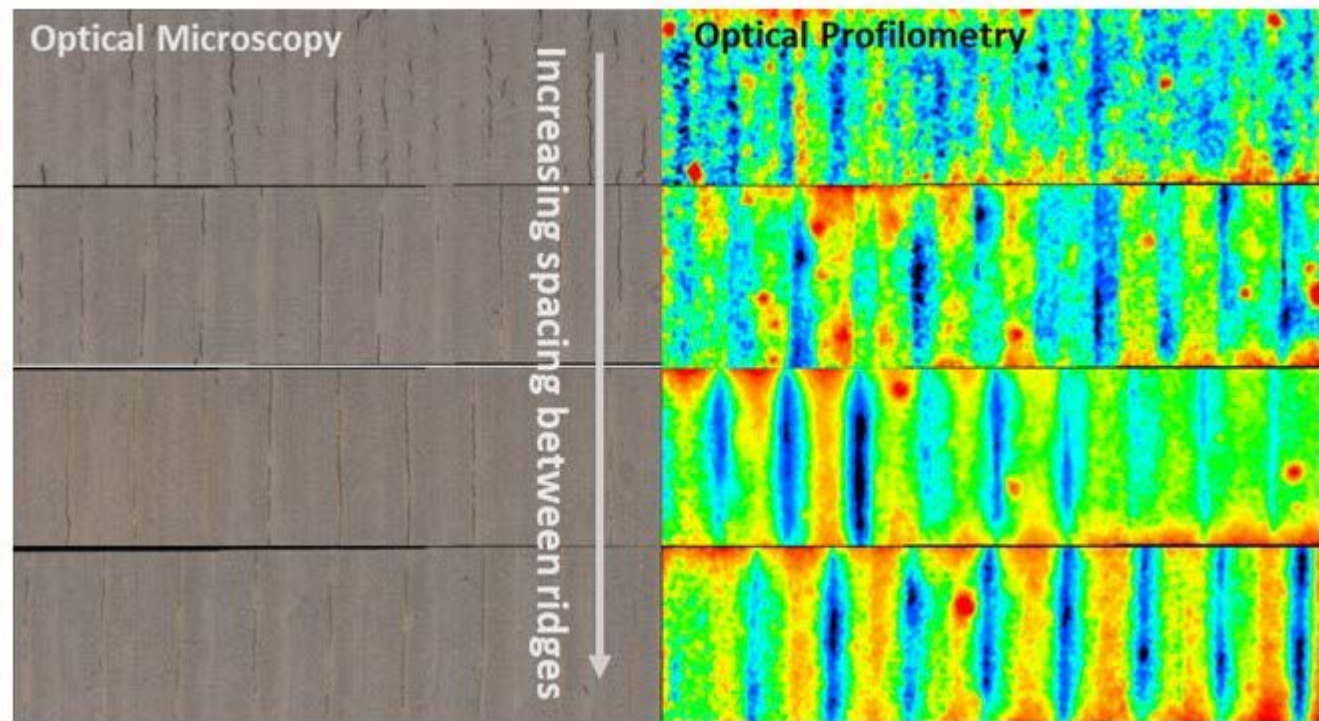 Optical Microscopy
Optical Profilometry
Increasing spacing between ridges